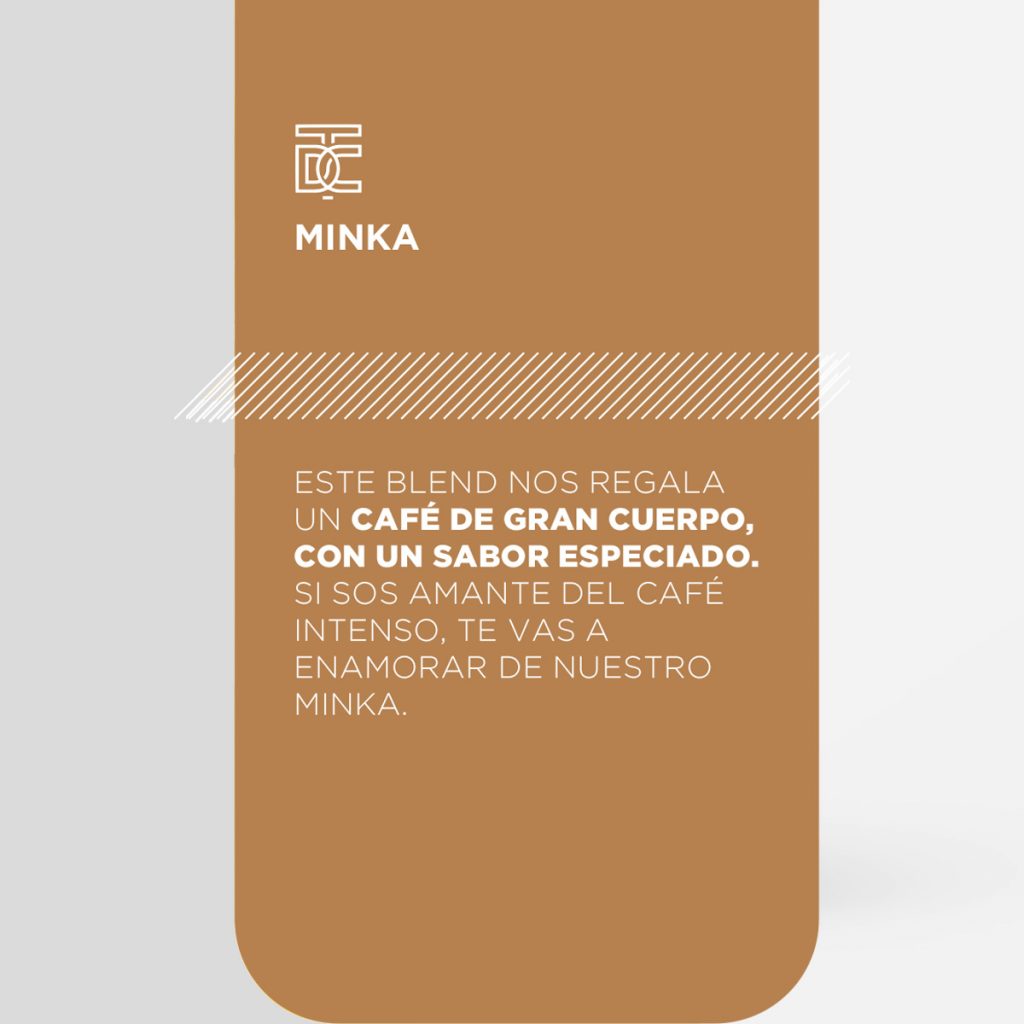 TDC
MINKA
ESTE BLEND NOS REGALA
UN CAFÉ DE GRAN CUERPO,
CON UN SABOR ESPECIADO.
SI SOS AMANTE DEL CAFÉ
INTENSO, TE VAS A
ENAMORAR DE NUESTRO
MINKA.